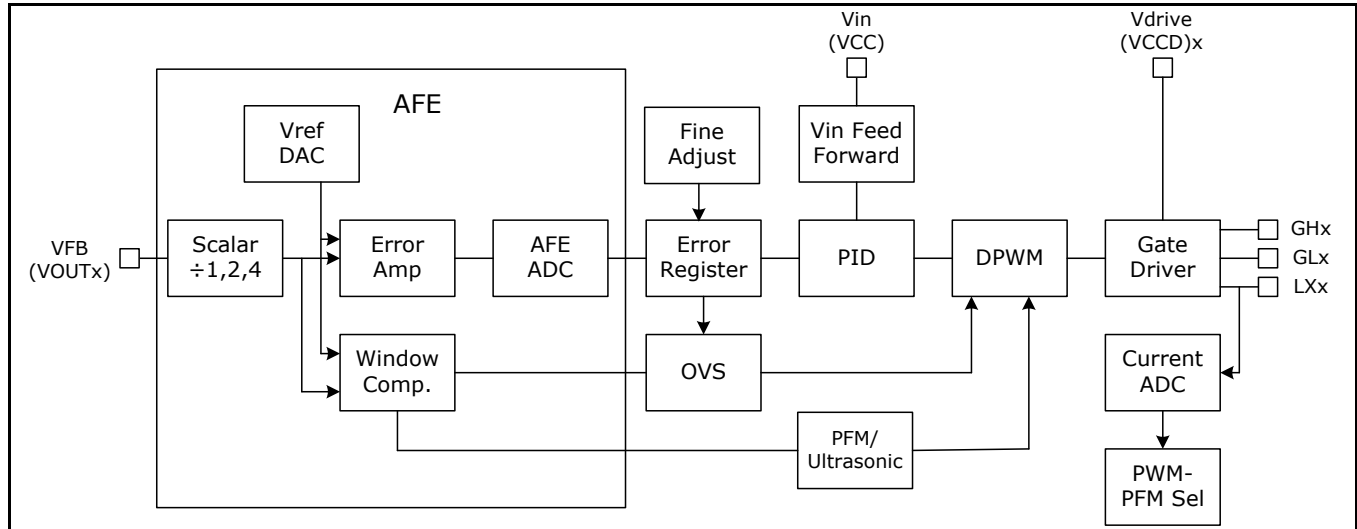 Vin
(VCC)
Vdrive
(VCCD)x
AFE
Vref
DAC
Fine
Adjust
Vin Feed
Forward
VFB
(VOUTx)
Scalar
÷1,2,4
Error
Amp
AFE
ADC
Error
Register
PID
DPWM
Gate
Driver
GHx
GLx
LXx
Window
Comp.
OVS
Current
ADC
PFM/
Ultrasonic
PWM-
PFM Sel